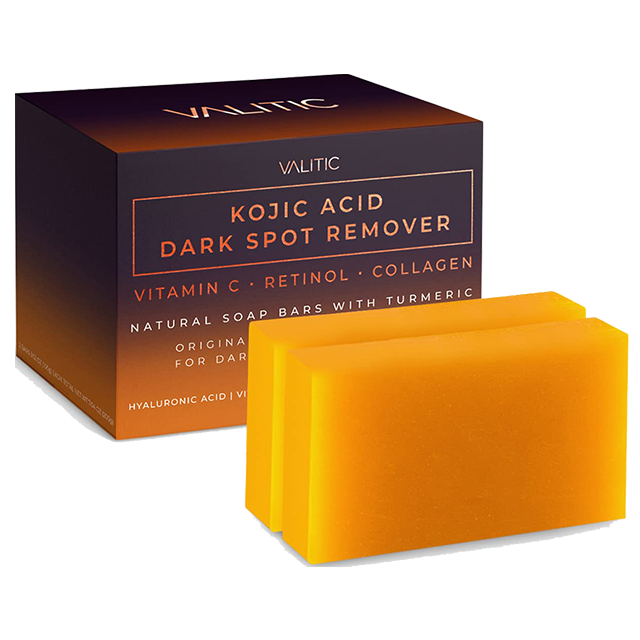 VALITIC
VALITIC
KOJIC ACID
DARK SPOT REMOVER
VITAMIN C • RETINOL • COLLAGEN
NATURAL SOAP BARS WITH TURMERIC
ORIGINA
FOR DAR
HYALURONIC ACID | VI